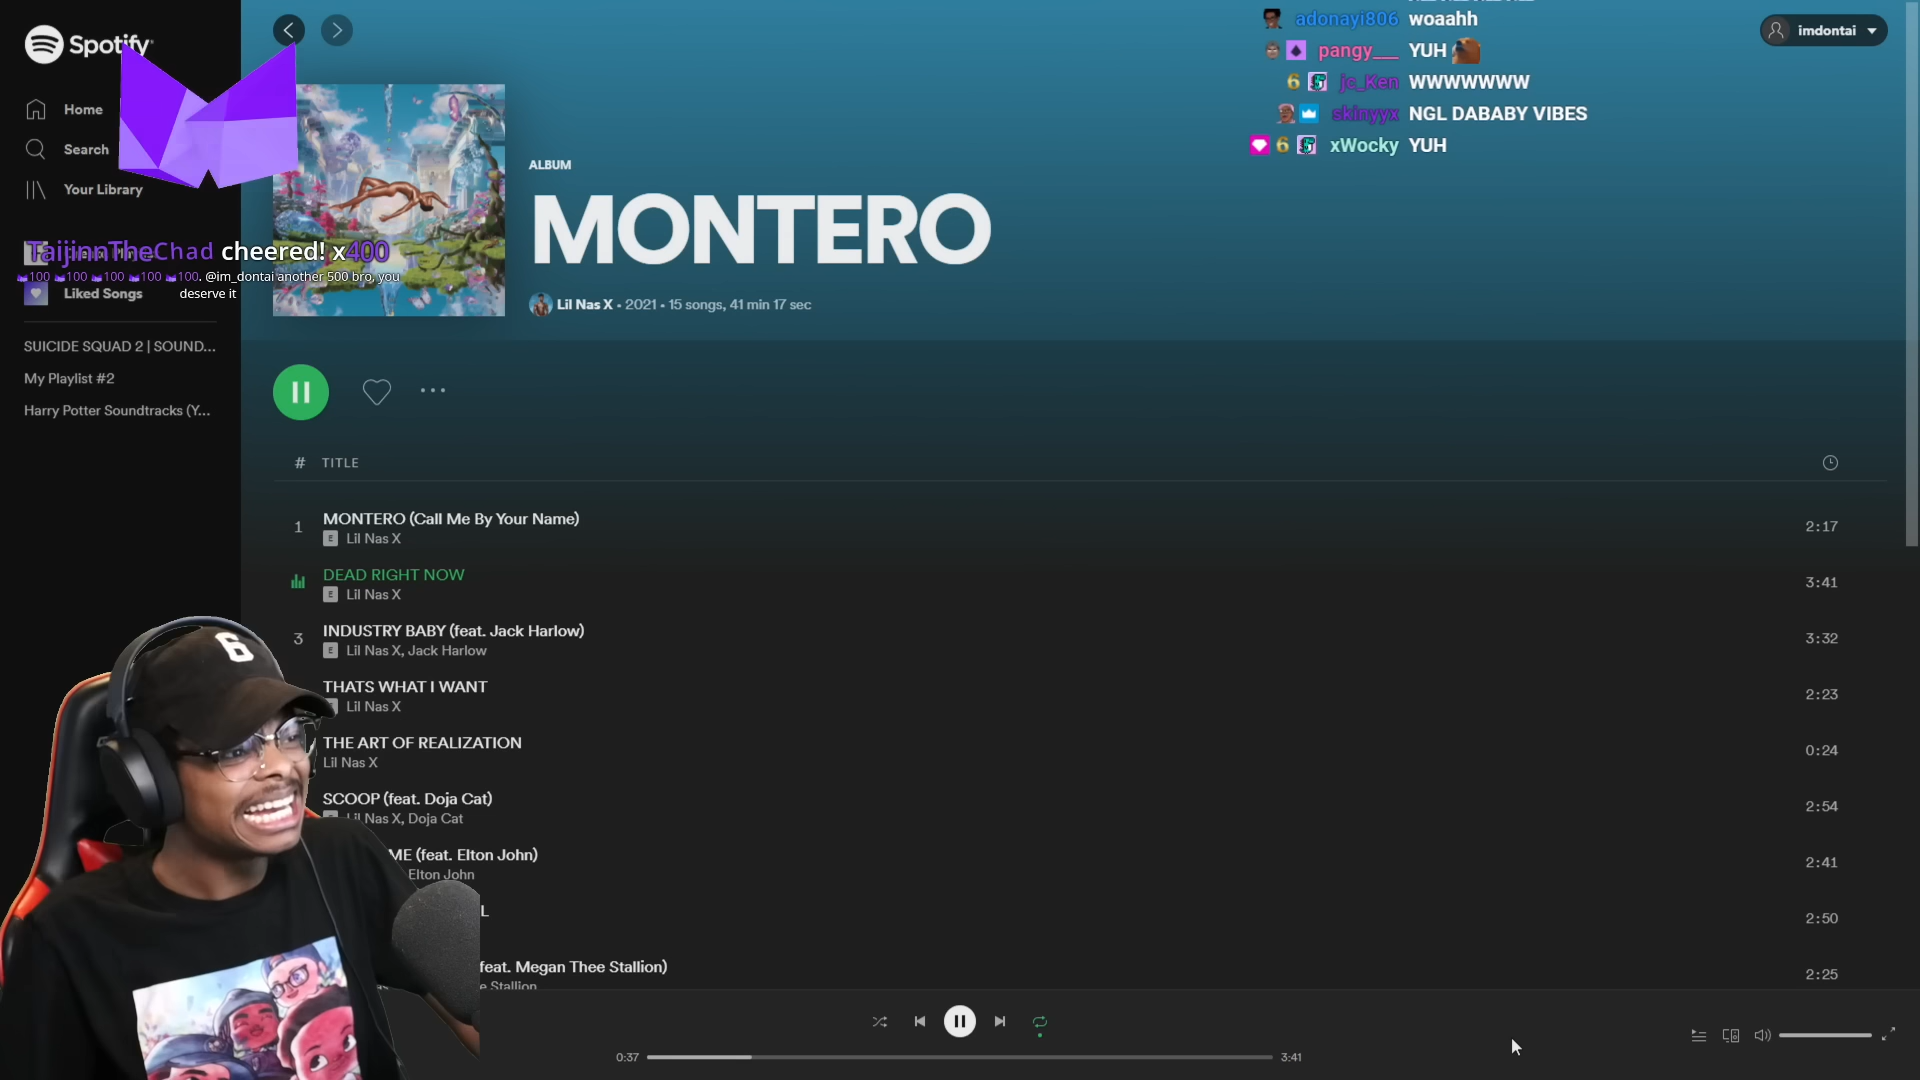 Spotify
Home
Search
Your Library
TaijinnTheChad cheered! x400
100 100 100 100 100. @im_dontai another 500 bro, you
deserve it
Liked Songs
SUICIDE SQUAD 2 | SOUND...
My Playlist #2
Harry Potter Soundtracks (Y...
adonayi806 woaahh
pangy___ YUH
6 jc_Ken WWWWWWW
skinyyx NGL DABABY VIBES
6 xWocky YUH
imdontai
ALBUM
MONTERO
Lil Nas X • 2021 • 15 songs, 41 min 17 sec
# TITLE
1 MONTERO (Call Me By Your Name) 2:17
E Lil Nas X
DEAD RIGHT NOW 3:41
E Lil Nas X
3 INDUSTRY BABY (feat. Jack Harlow) 3:32
E Lil Nas X, Jack Harlow
THATS WHAT I WANT 2:23
Lil Nas X
THE ART OF REALIZATION 0:24
Lil Nas X
SCOOP (feat. Doja Cat) 2:54
Lil Nas X, Doja Cat
ME (feat. Elton John) 2:41
Elton John
L 2:50
feat. Megan Thee Stallion) 2:25
e Stallion
0:37 3:41
6